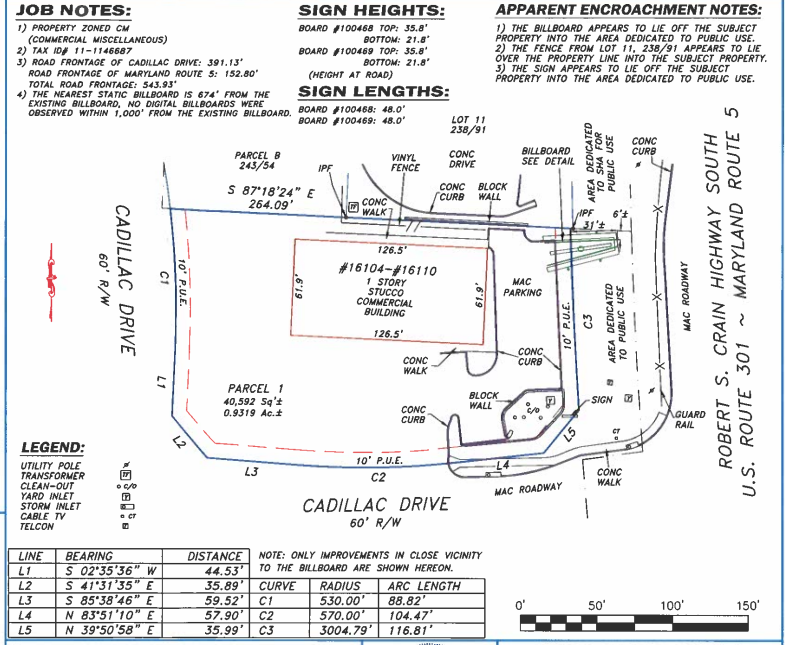 JOB NOTES:
1) PROPERTY ZONED CM
(COMMERCIAL MISCELLANEOUS)
2) TAX ID# 11-1146687
3) ROAD FRONTAGE OF CADILLAC DRIVE: 391.13'
ROAD FRONTAGE OF MARYLAND ROUTE 5: 152.80'
TOTAL ROAD FRONTAGE: 543.93'
4) THE NEAREST STATIC BILLBOARD IS 674' FROM THE
EXISTING BILLBOARD, NO DIGITAL BILLBOARDS WERE
OBSERVED WITHIN 1,000' FROM THE EXISTING BILLBOARD.
SIGN HEIGHTS:
BOARD #100468 TOP: 35.8'
BOTTOM: 21.8'
BOARD #100469 TOP: 35.8'
BOTTOM: 21.8'
(HEIGHT AT ROAD)
SIGN LENGTHS:
BOARD #100468: 48.0'
BOARD #100469: 48.0'
APPARENT ENCROACHMENT NOTES:
1) THE BILLBOARD APPEARS TO LIE OFF THE SUBJECT
PROPERTY INTO THE AREA DEDICATED TO PUBLIC USE.
2) THE FENCE FROM LOT 11, 238/91 APPEARS TO LIE
OVER THE PROPERTY LINE INTO THE SUBJECT PROPERTY.
3) THE SIGN APPEARS TO LIE OFF THE SUBJECT
PROPERTY INTO THE AREA DEDICATED TO PUBLIC USE.
LOT 11
238/91
PARCEL B
243/54
IPF
VINYL
FENCE
CONC
DRIVE
BILLBOARD
SEE DETAIL
AREA DEDICATED
TO SHA FOR
PUBLIC USE
CONC
CURB
S 87°18'24" E
264.09'
TF
CONC
WALK
CONC
CURB
BLOCK
WALL
IPF
31'±
6'±
CADILLAC DRIVE
60' R/W
C1
10' P.U.E.
126.5'
61.9'
#16104-#16110
1 STORY
STUCCO
COMMERCIAL
BUILDING
61.9'
126.5'
MAC
PARKING
10' P.U.E.
C3
AREA DEDICATED
TO PUBLIC USE
MAC ROADWAY
ROBERT S. CRAIN HIGHWAY SOUTH
U.S. ROUTE 301 ~ MARYLAND ROUTE 5
CONC
WALK
CONC
CURB
L1
PARCEL 1
40,592 Sq'±
0.9319 Ac.±
BLOCK
WALL
C/O
Y
SIGN
Y
CONC
CURB
GUARD
RAIL
CT
L2
L5
L3
10' P.U.E.
C2
L4
MAC ROADWAY
CONC
WALK
CADILLAC DRIVE
60' R/W
LEGEND:
UTILITY POLE
TRANSFORMER TF
CLEAN-OUT C/O
YARD INLET Y
STORM INLET
CABLE TV CT
TELCON
LINE BEARING DISTANCE
L1 S 02°35'36" W 44.53'
L2 S 41°31'35" E 35.89'
L3 S 85°38'46" E 59.52'
L4 N 83°51'10" E 57.90'
L5 N 39°50'58" E 35.99'
NOTE: ONLY IMPROVEMENTS IN CLOSE VICINITY
TO THE BILLBOARD ARE SHOWN HEREON.
CURVE RADIUS ARC LENGTH
C1 530.00' 88.82'
C2 570.00' 104.47'
C3 3004.79' 116.81'
0' 50' 100' 150'